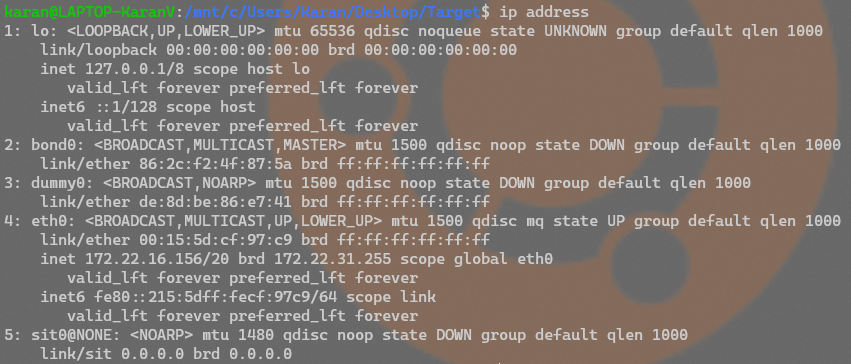 karan@LAPTOP-KaranV:/mnt/c/Users/Karan/Desktop/Target$ ip address
1: lo: <LOOPBACK,UP,LOWER_UP> mtu 65536 qdisc noqueue state UNKNOWN group default qlen 1000
    link/loopback 00:00:00:00:00:00 brd 00:00:00:00:00:00
    inet 127.0.0.1/8 scope host lo
       valid_lft forever preferred_lft forever
    inet6 ::1/128 scope host
       valid_lft forever preferred_lft forever
2: bond0: <BROADCAST,MULTICAST,MASTER> mtu 1500 qdisc noop state DOWN group default qlen 1000
    link/ether 86:2c:f2:4f:87:5a brd ff:ff:ff:ff:ff:ff
3: dummy0: <BROADCAST,NOARP> mtu 1500 qdisc noop state DOWN group default qlen 1000
    link/ether de:8d:be:86:e7:41 brd ff:ff:ff:ff:ff:ff
4: eth0: <BROADCAST,MULTICAST,UP,LOWER_UP> mtu 1500 qdisc mq state UP group default qlen 1000
    link/ether 00:15:5d:cf:97:c9 brd ff:ff:ff:ff:ff:ff
    inet 172.22.16.156/20 brd 172.22.31.255 scope global eth0
       valid_lft forever preferred_lft forever
    inet6 fe80::215:5dff:fecf:97c9/64 scope link
       valid_lft forever preferred_lft forever
5: sit0@NONE: <NOARP> mtu 1480 qdisc noop state DOWN group default qlen 1000
    link/sit 0.0.0.0 brd 0.0.0.0